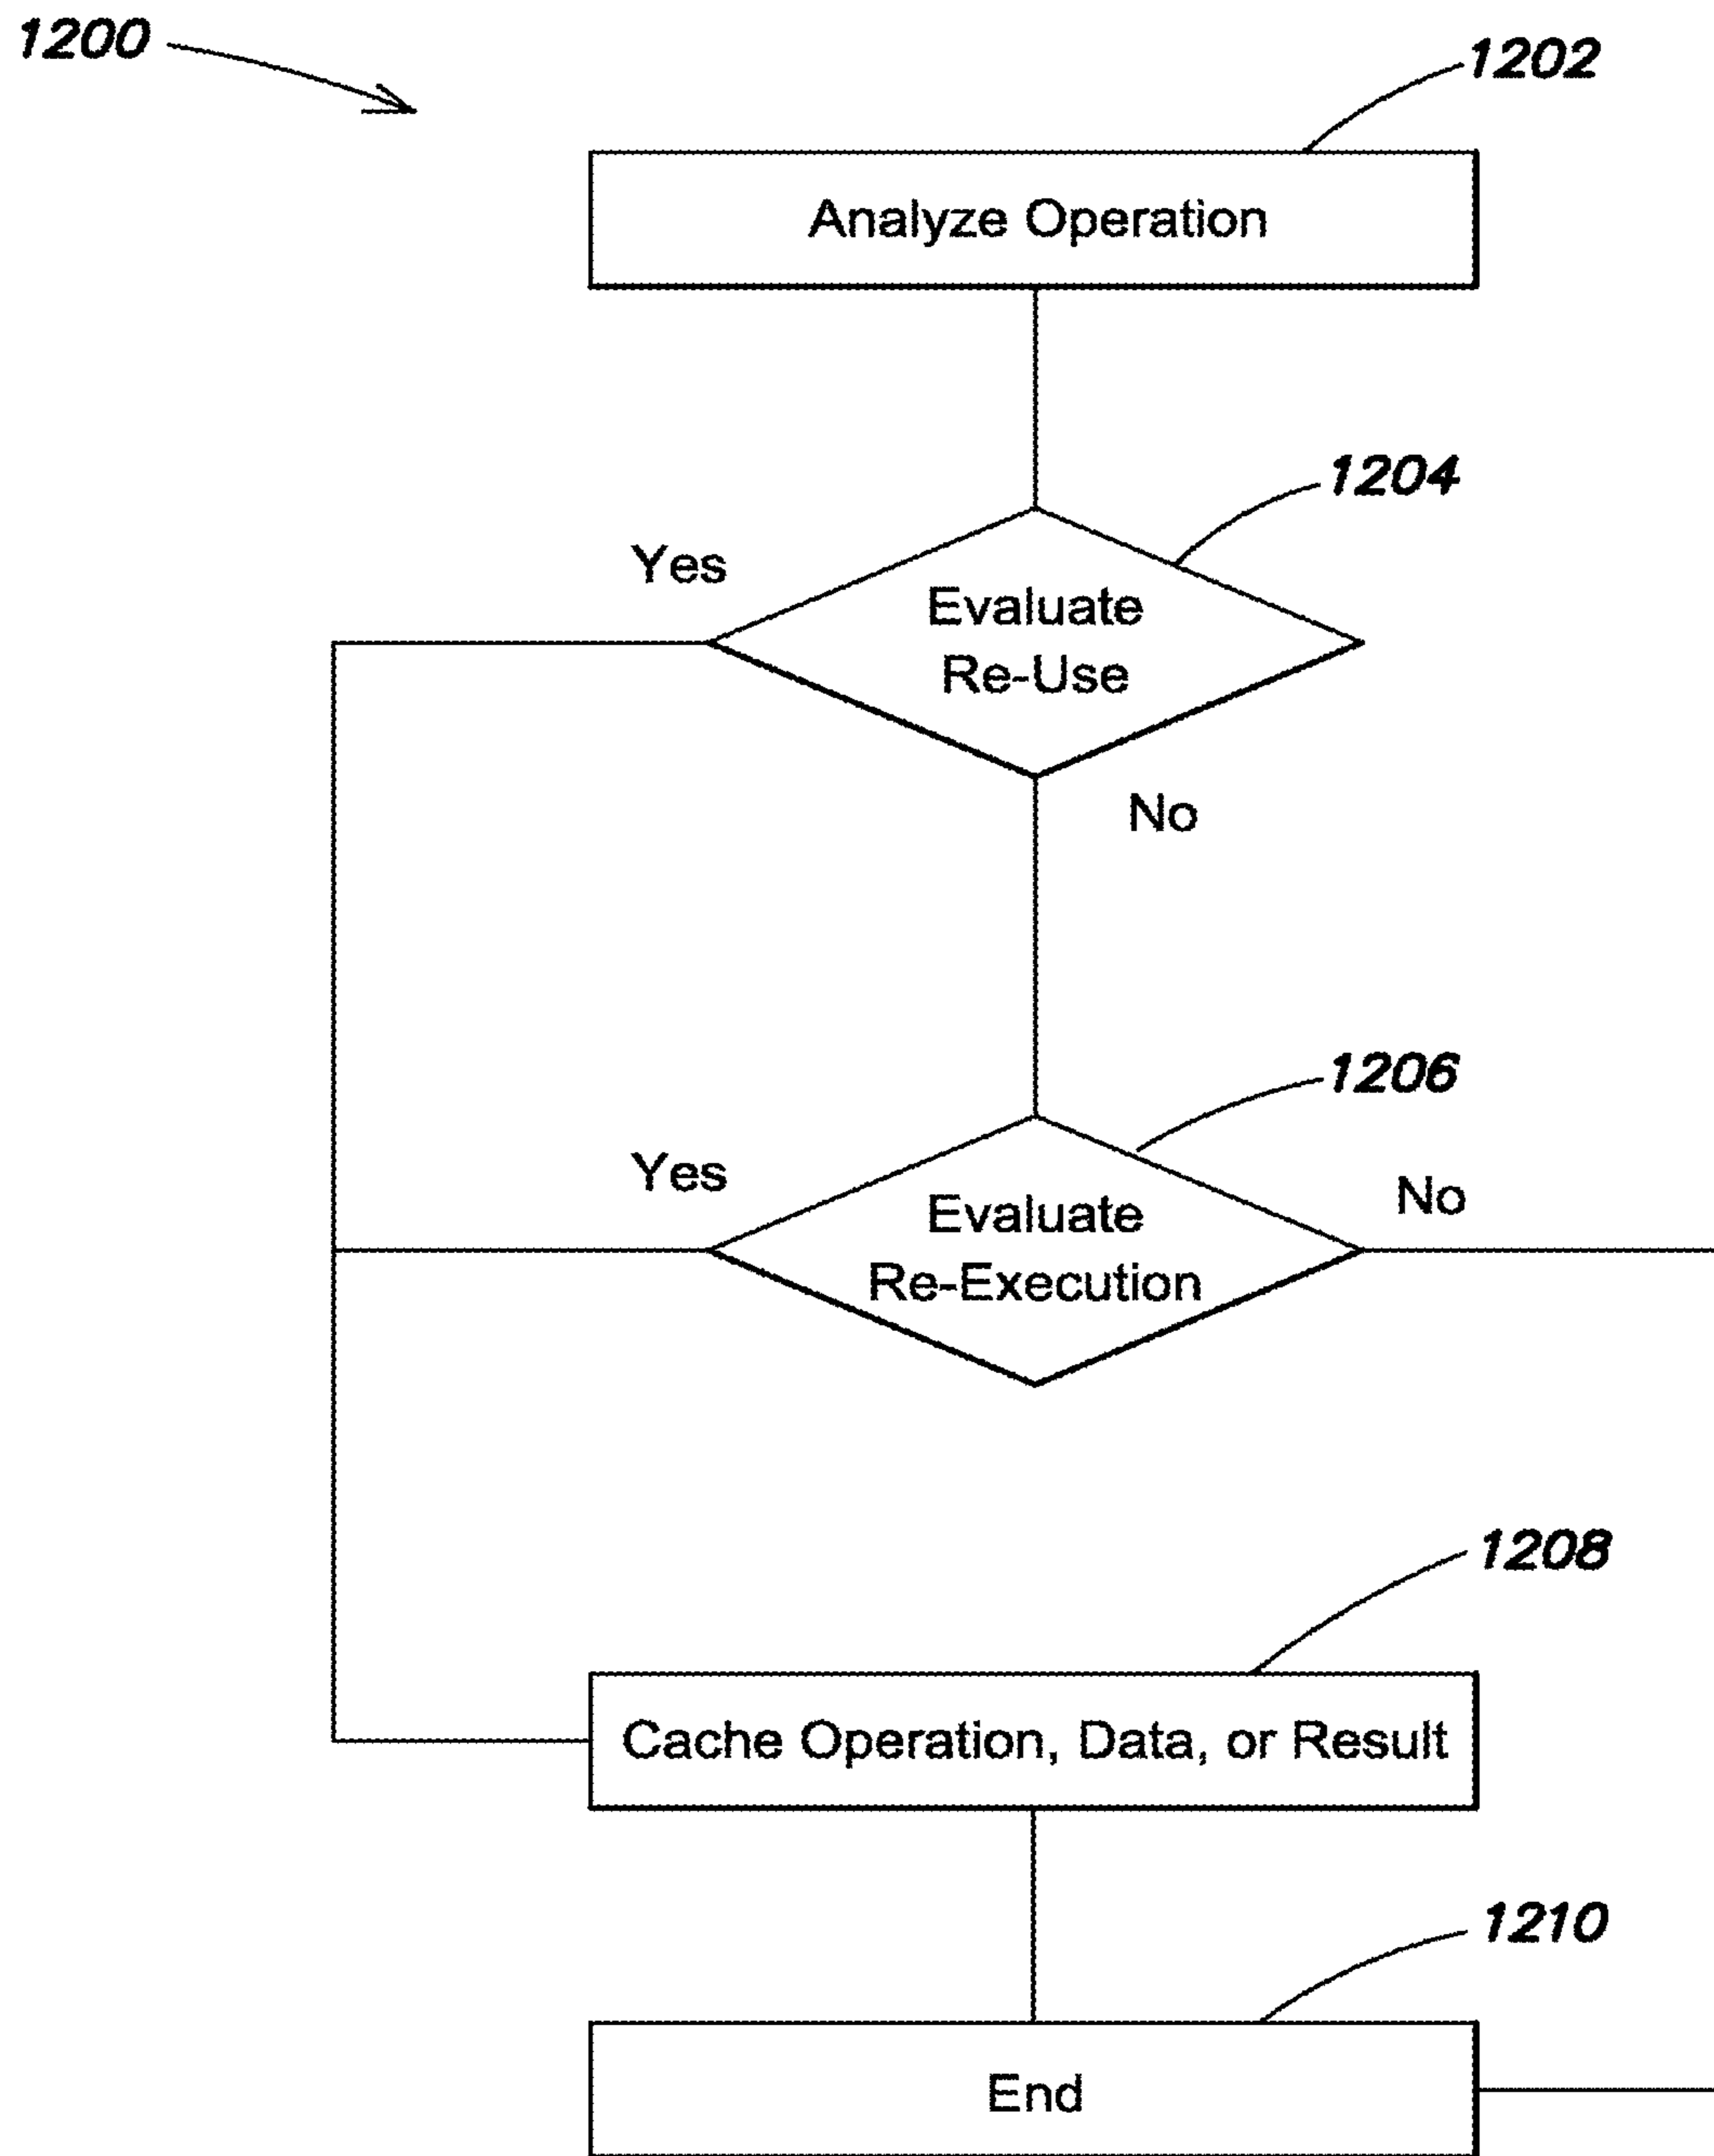 1200
1202
Analyze Operation
1204
Yes
Evaluate
Re-Use
No
1206
Yes
No
Evaluate
Re-Execution
1208
Cache Operation, Data, or Result
1210
End